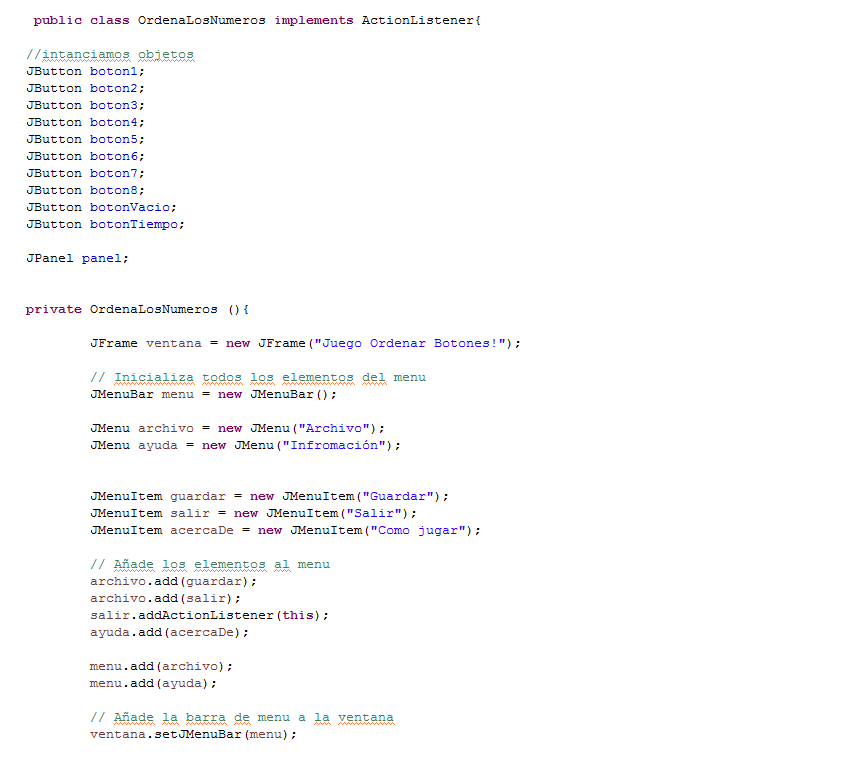 public class OrdenaLosNumeros implements ActionListener{
//intanciamos objetos
JButton boton1;
JButton boton2;
JButton boton3;
JButton boton4;
JButton boton5;
JButton boton6;
JButton boton7;
JButton boton8;
JButton botonVacio;
JButton botonTiempo;
JPanel panel;
private OrdenaLosNumeros (){
JFrame ventana = new JFrame("Juego Ordenar Botones!");
// Inicializa todos los elementos del menu
JMenuBar menu = new JMenuBar();
JMenu archivo = new JMenu("Archivo");
JMenu ayuda = new JMenu("Infromación");
JMenuItem guardar = new JMenuItem("Guardar");
JMenuItem salir = new JMenuItem("Salir");
JMenuItem acercaDe = new JMenuItem("Como jugar");
// Añade los elementos al menu
archivo.add(guardar);
archivo.add(salir);
salir.addActionListener(this);
ayuda.add(acercaDe);
menu.add(archivo);
menu.add(ayuda);
// Añade la barra de menu a la ventana
ventana.setJMenuBar(menu);